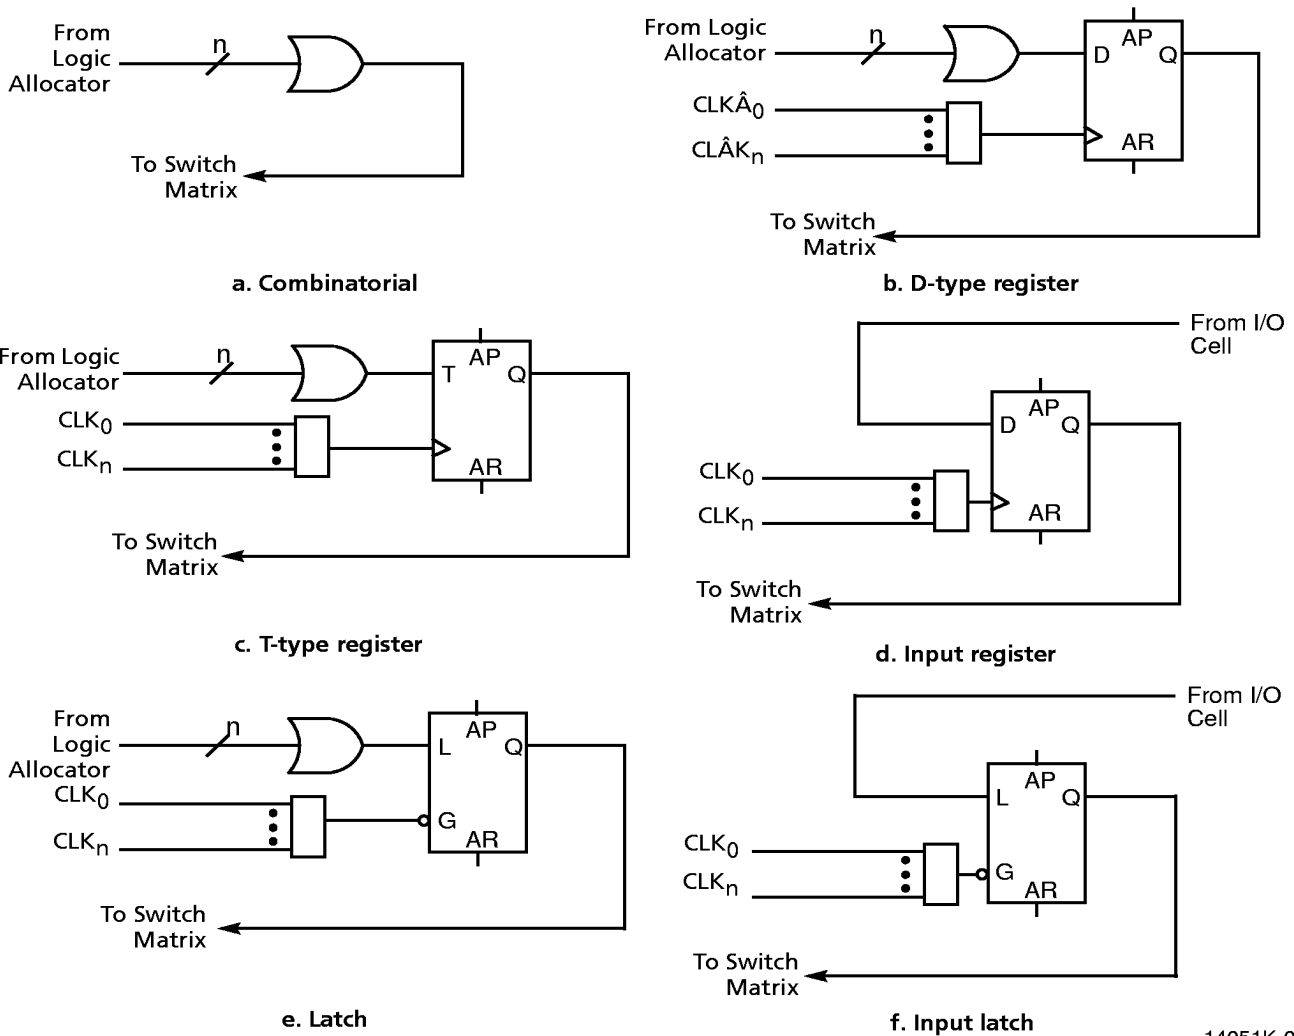 From
Logic
Allocator
n
To Switch
Matrix
a. Combinatorial
From Logic
Allocator
n
D
AP
Q
AR
CLKÂ0
CLÂKn
To Switch
Matrix
b. D-type register
From Logic
Allocator
n
T
AP
Q
AR
CLK0
CLKn
To Switch
Matrix
c. T-type register
From I/O
Cell
D
AP
Q
AR
CLK0
CLKn
To Switch
Matrix
d. Input register
From
Logic
Allocator
n
L
AP
Q
G
AR
CLK0
CLKn
To Switch
Matrix
e. Latch
From I/O
Cell
L
AP
Q
G
AR
CLK0
CLKn
To Switch
Matrix
f. Input latch